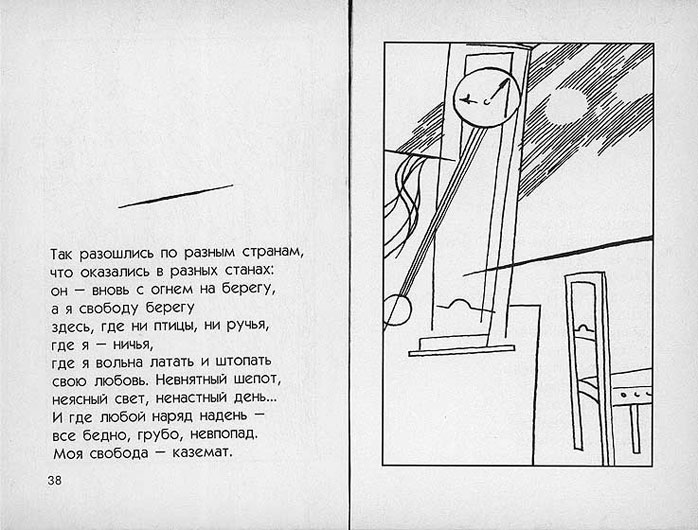 Так разошлись по разным странам,
что оказались в разных станах:
он – вновь с огнем на берегу,
а я свободу берегу
здесь, где ни птицы, ни ручья,
где я – ничья,
где я вольна латать и штопать
свою любовь. Невнятный шепот,
неясный свет, ненастный день...
И где любой наряд надень –
все бедно, грубо, невпопад.
Моя свобода – каземат.
38